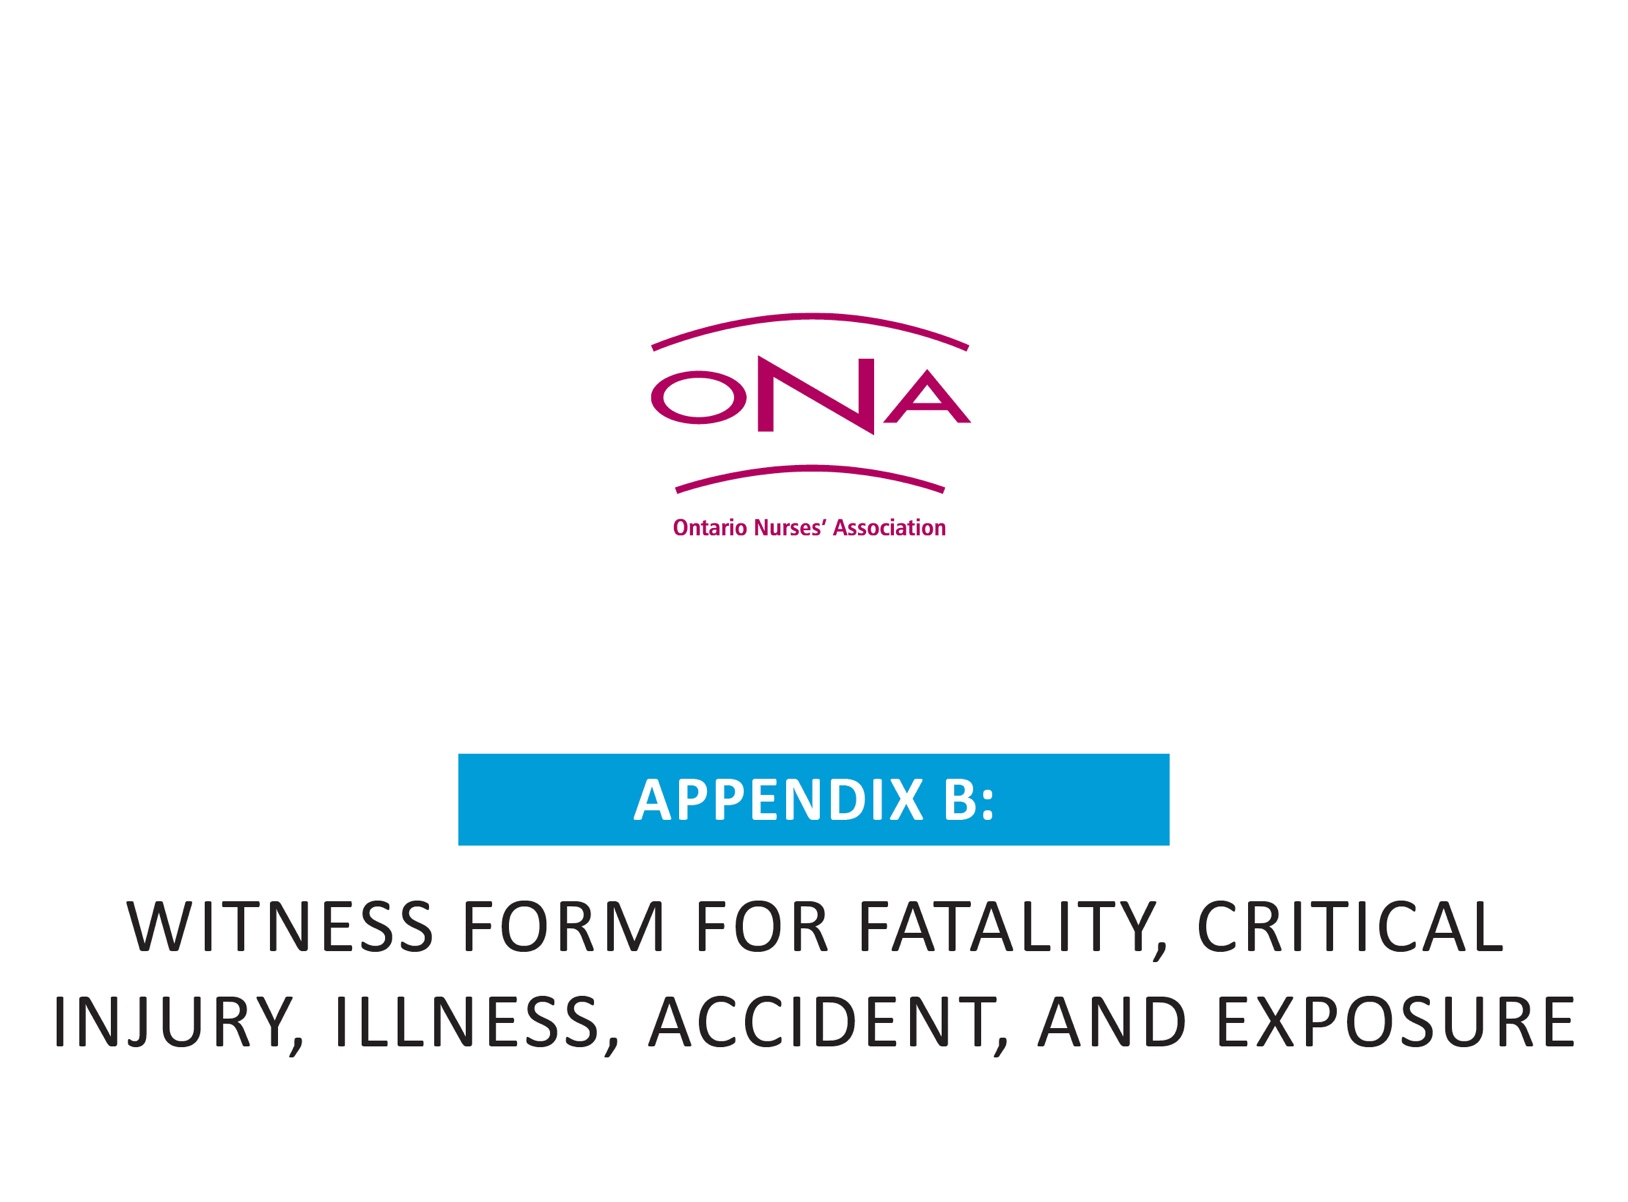 ONA
Ontario Nurses’ Association
APPENDIX B:
WITNESS FORM FOR FATALITY, CRITICAL
INJURY, ILLNESS, ACCIDENT, AND EXPOSURE